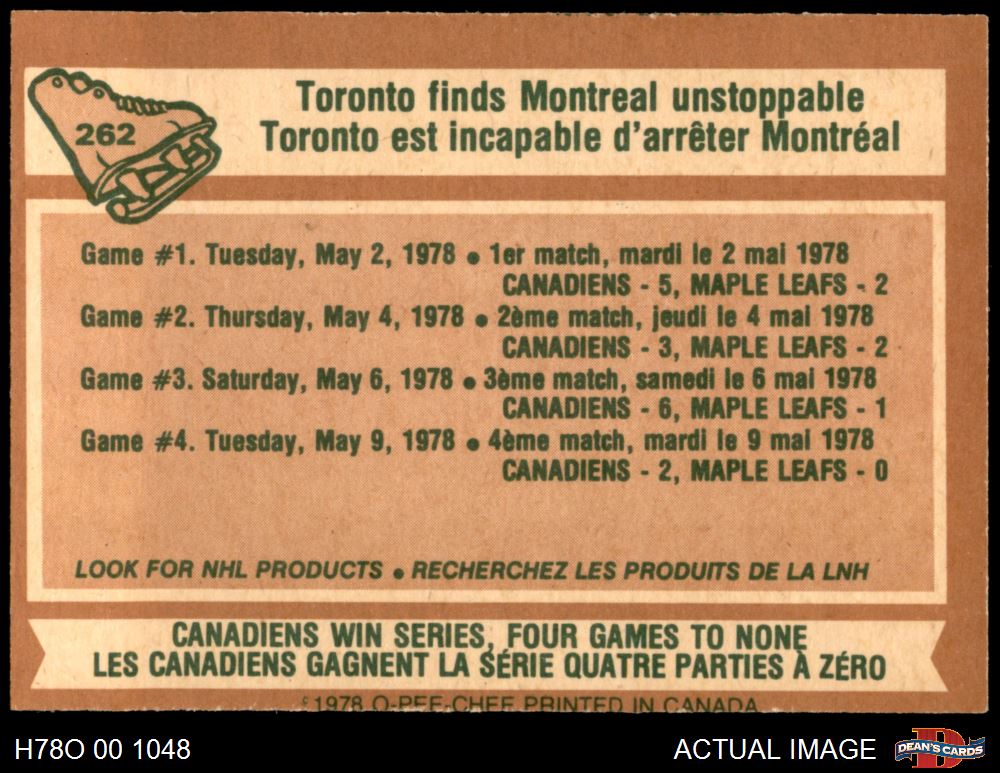 262
Toronto finds Montreal unstoppable
Toronto est incapable d'arrêter Montréal
Game #1. Tuesday, May 2, 1978 • 1er match, mardi le 2 mai 1978
CANADIENS - 5, MAPLE LEAFS - 2
Game #2. Thursday, May 4, 1978 • 2ème match, jeudi le 4 mai 1978
CANADIENS - 3, MAPLE LEAFS - 2
Game #3. Saturday, May 6, 1978 • 3ème match, samedi le 6 mai 1978
CANADIENS - 6, MAPLE LEAFS - 1
Game #4. Tuesday, May 9, 1978 • 4ème match, mardi le 9 mai 1978
CANADIENS - 2, MAPLE LEAFS - 0
LOOK FOR NHL PRODUCTS • RECHERCHEZ LES PRODUITS DE LA LNH
CANADIENS WIN SERIES, FOUR GAMES TO NONE
LES CANADIENS GAGNENT LA SÉRIE QUATRE PARTIES À ZÉRO
© 1978 O-PEE-CHEE PRINTED IN CANADA
H78O 00 1048
ACTUAL IMAGE
DEAN'S CARDS